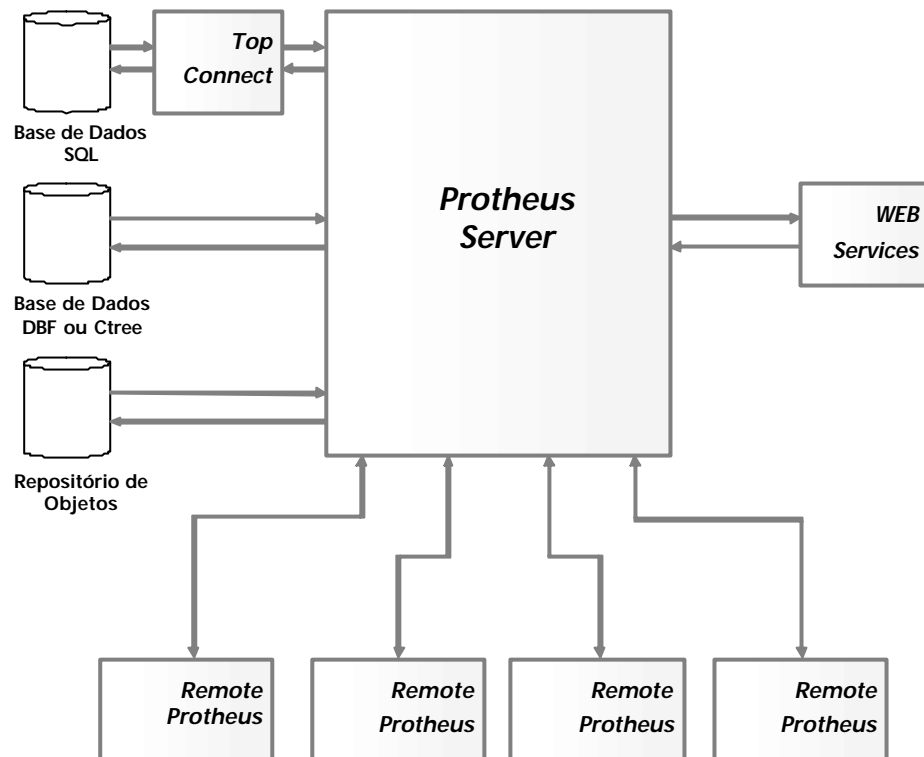 Top
Connect
Base de Dados
SQL
Protheus
Server
WEB
Services
Base de Dados
DBF ou Ctree
Repositório de
Objetos
Remote
Protheus
Remote
Protheus
Remote
Protheus
Remote
Protheus